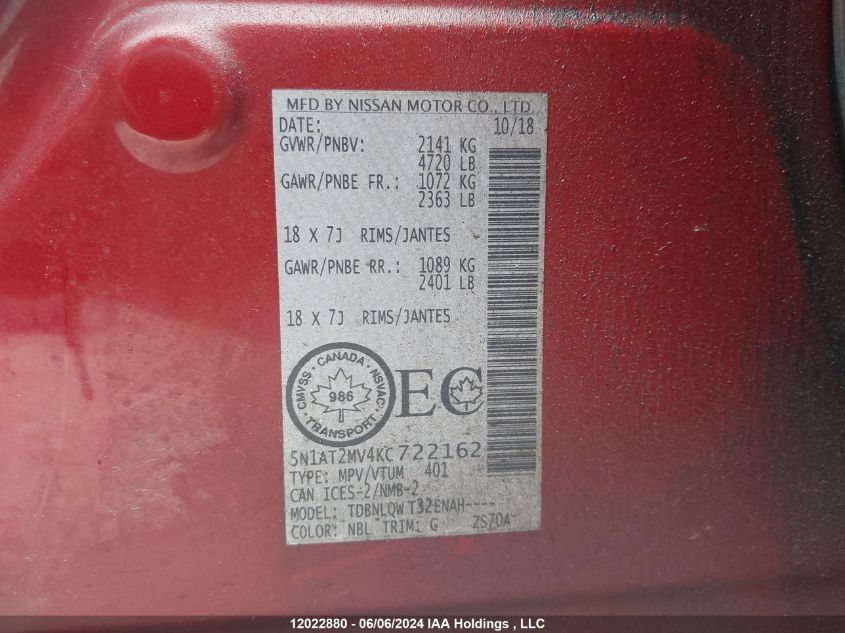 MFD BY NISSAN MOTOR CO., LTD.
DATE: 10/18
GVWR/PNBV: 2141 KG
4720 LB
GAWR/PNBE FR.: 1072 KG
2363 LB
18 X 7J RIMS/JANTES
GAWR/PNBE RR.: 1089 KG
2401 LB
18 X 7J RIMS/JANTES
CMVSS · CANADA · NSVAC · TRANSPORT ·
986
EC
5N1AT2MV4KC722162
TYPE: MPV/VTUM 401
CAN ICES-2/NMB-2
MODEL: TDBNLQW T32ENAH----
COLOR: NBL TRIM: G ZS70A
12022880 - 06/06/2024 IAA Holdings , LLC